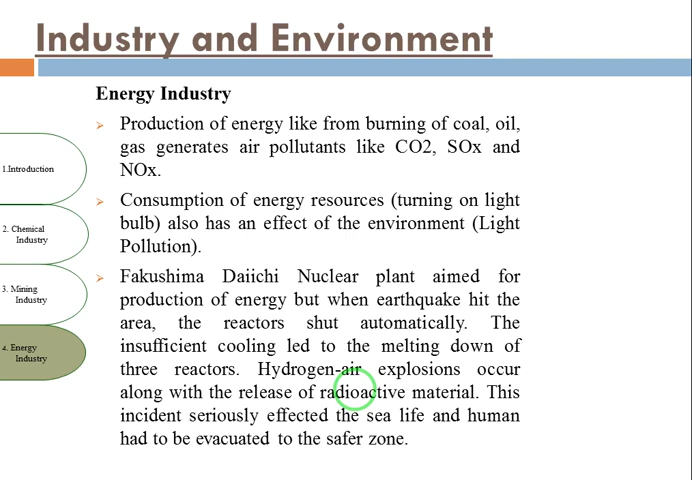 Industry and Environment
Energy Industry
Production of energy like from burning of coal, oil,
gas generates air pollutants like CO2, SOx and
NOx.
Consumption of energy resources (turning on light
bulb) also has an effect of the environment (Light
Pollution).
Fakushima Daiichi Nuclear plant aimed for
production of energy but when earthquake hit the
area, the reactors shut automatically. The
insufficient cooling led to the melting down of
three reactors. Hydrogen-air explosions occur
along with the release of radioactive material. This
incident seriously effected the sea life and human
had to be evacuated to the safer zone.
1.Introduction
2. Chemical
Industry
3. Mining
Industry
4. Energy
Industry